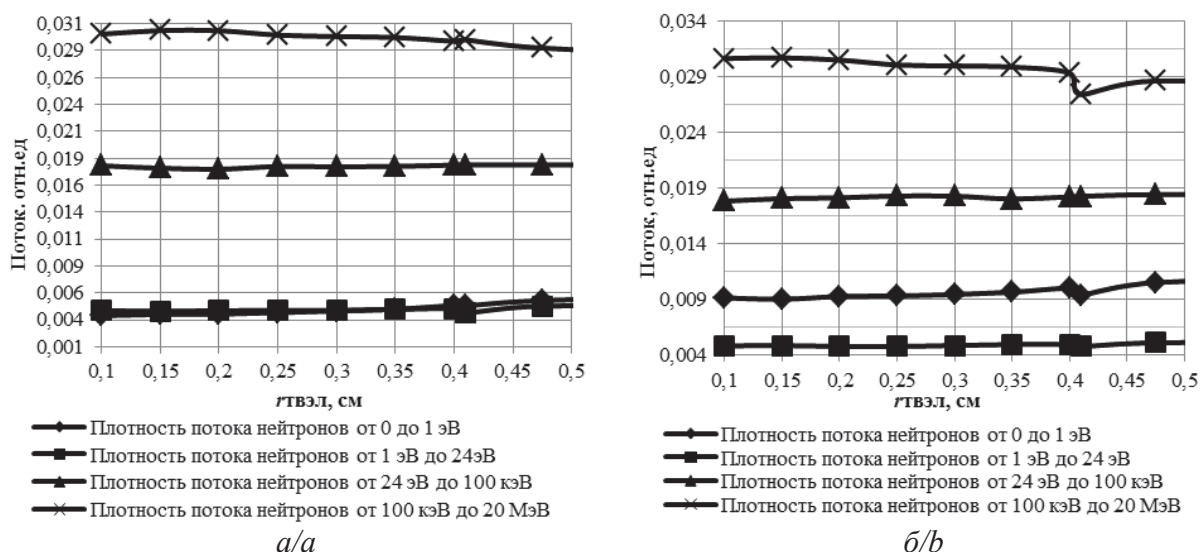 Поток. отн.ед
0,031
0,029
0,026
0,024
0,021
0,019
0,016
0,014
0,011
0,009
0,006
0,004
0,001
0,1 0,15 0,2 0,25 0,3 0,35 0,4 0,45 0,5
rтвэл, см
Плотность потока нейтронов от 0 до 1 эВ
Плотность потока нейтронов от 1 эВ до 24эВ
Плотность потока нейтронов от 24 эВ до 100 кэВ
Плотность потока нейтронов от 100 кэВ до 20 МэВ
а/a
Поток, отн.ед
0,034
0,029
0,024
0,019
0,014
0,009
0,004
0,1 0,15 0,2 0,25 0,3 0,35 0,4 0,45 0,5
rтвэл, см
Плотность потока нейтронов от 0 до 1 эВ
Плотность потока нейтронов от 1 эВ до 24 эВ
Плотность потока нейтронов от 24 эВ до 100 кэВ
Плотность потока нейтронов от 100 кэВ до 20 МэВ
б/b